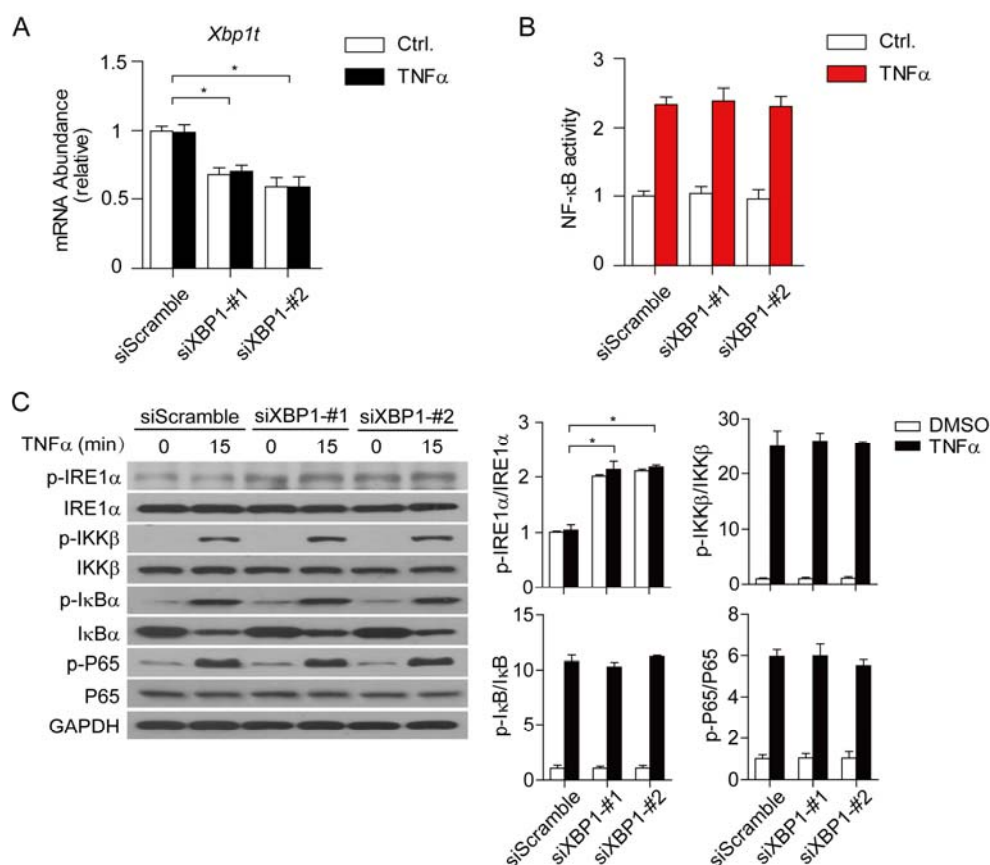 A
Xbp1t
Ctrl.
TNFα
mRNA Abundance
(relative)
1.5
1
0.5
0
*
*
siScramble
siXBP1-#1
siXBP1-#2
B
Ctrl.
TNFα
NF-κB activity
3
2
1
0
siScramble
siXBP1-#1
siXBP1-#2
C
siScramble siXBP1-#1 siXBP1-#2
TNFα (min) 0 15 0 15 0 15
p-IRE1α
IRE1α
p-IKKβ
IKKβ
p-IκBα
IκBα
p-P65
P65
GAPDH
p-IRE1α/IRE1α
3
2
1
0
*
*
p-IKKβ/IKKβ
30
20
10
0
DMSO
TNFα
p-IκB/IκB
15
10
5
0
siScramble
siXBP1-#1
siXBP1-#2
p-P65/P65
8
6
4
2
0
siScramble
siXBP1-#1
siXBP1-#2